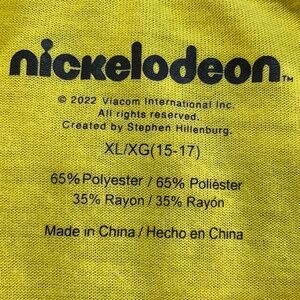 nickelodeon™
© 2022 Viacom International Inc.
All rights reserved.
Created by Stephen Hillenburg.
XL/XG(15-17)
65% Polyester / 65% Poliéster
35% Rayon / 35% Rayón
Made in China / Hecho en China